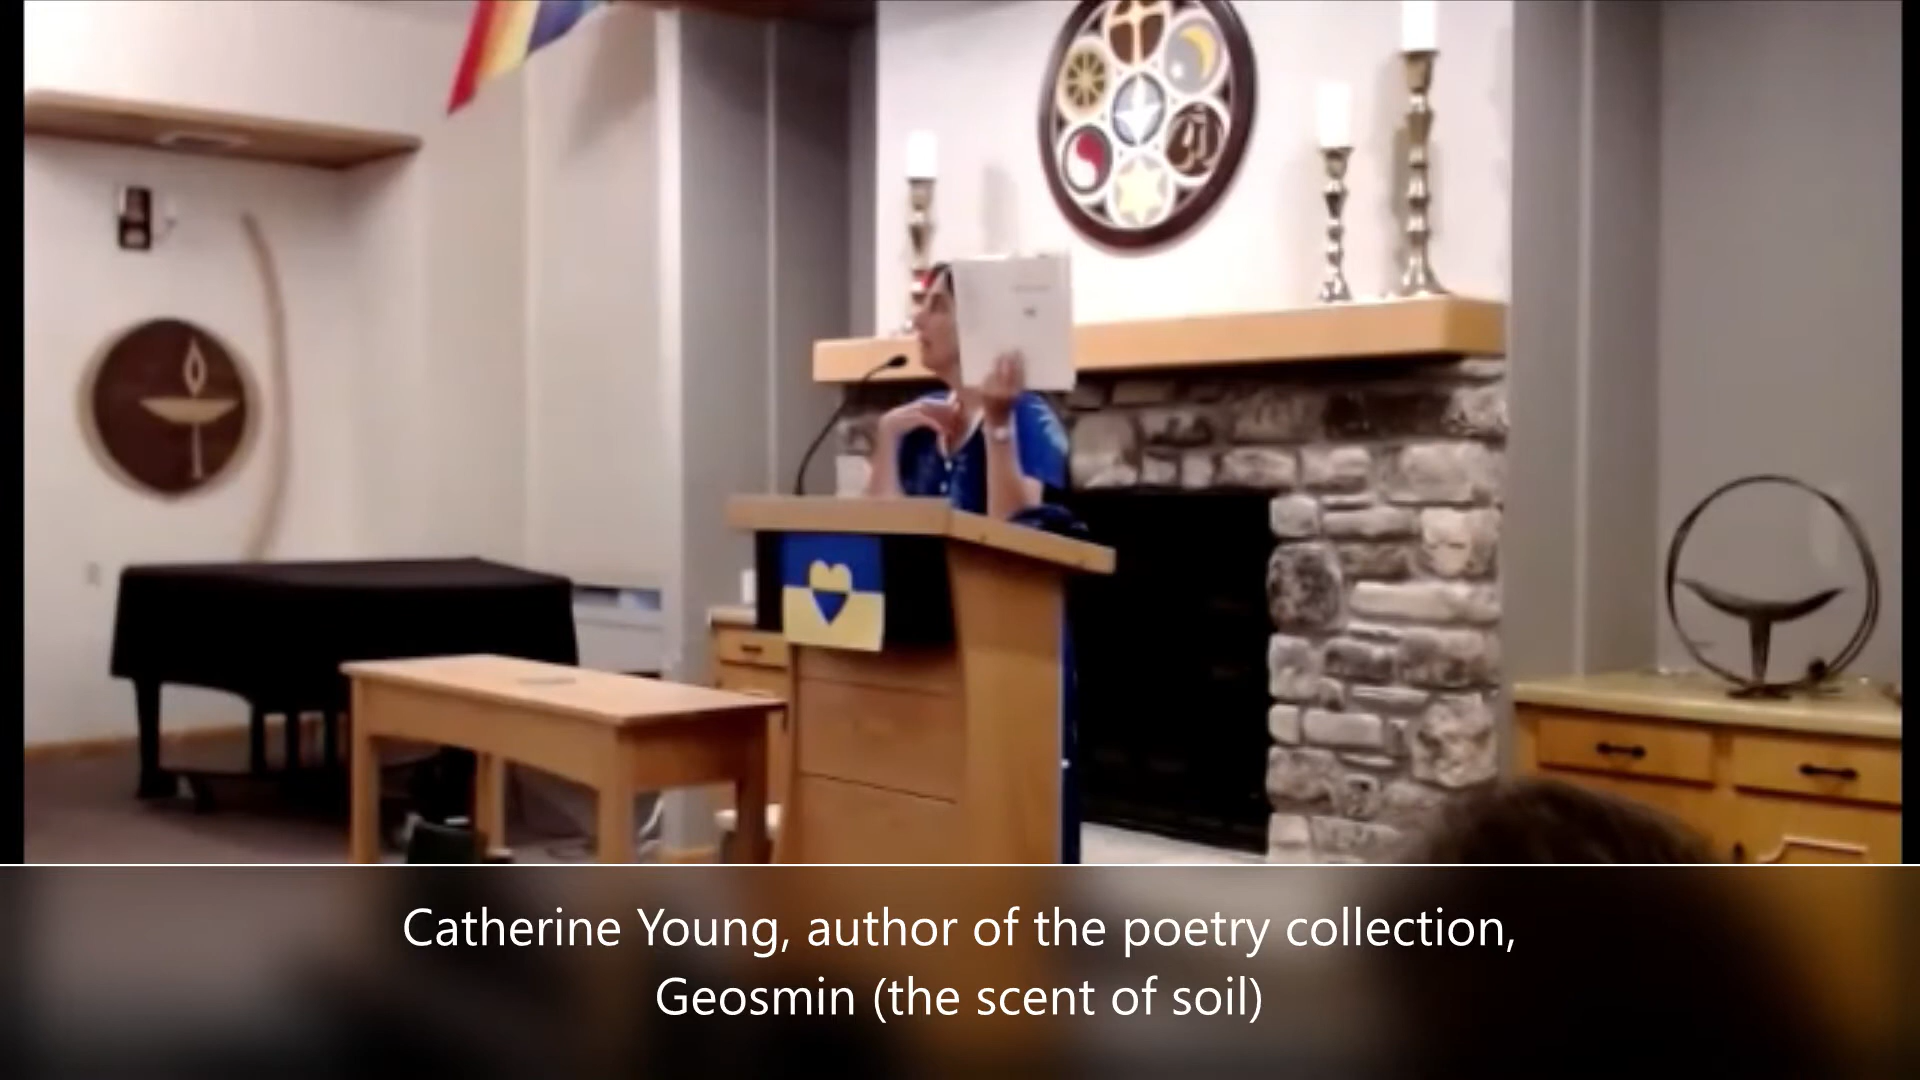 Catherine Young, author of the poetry collection,
Geosmin (the scent of soil)